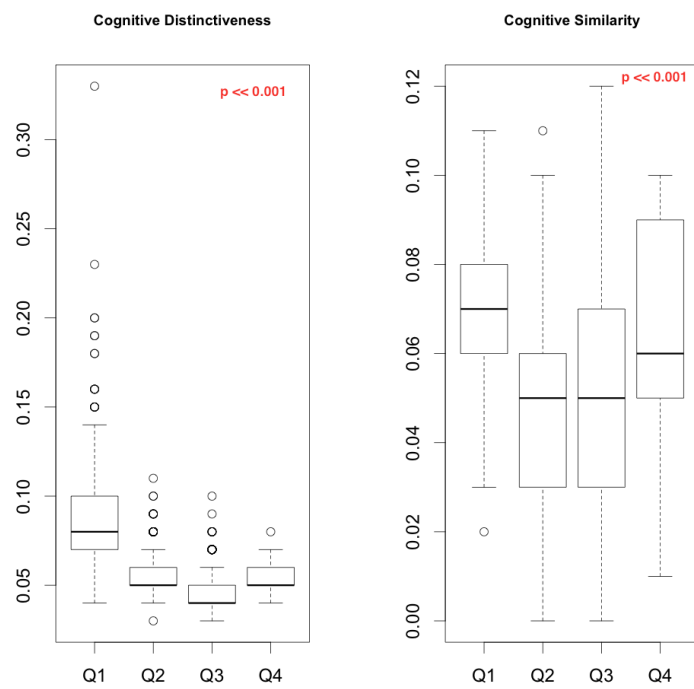 Cognitive Distinctiveness
p << 0.001
0.30
0.25
0.20
0.15
0.10
0.05
Q1 Q2 Q3 Q4
Cognitive Similarity
p << 0.001
0.12
0.10
0.08
0.06
0.04
0.02
0.00
Q1 Q2 Q3 Q4